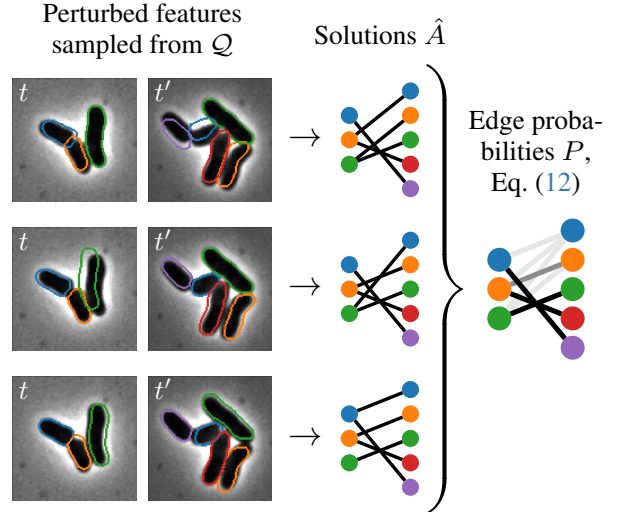 Perturbed features
sampled from 𝒬
Solutions Â
t t′ →
t t′ →
t t′ →
Edge proba-
bilities P,
Eq. (12)